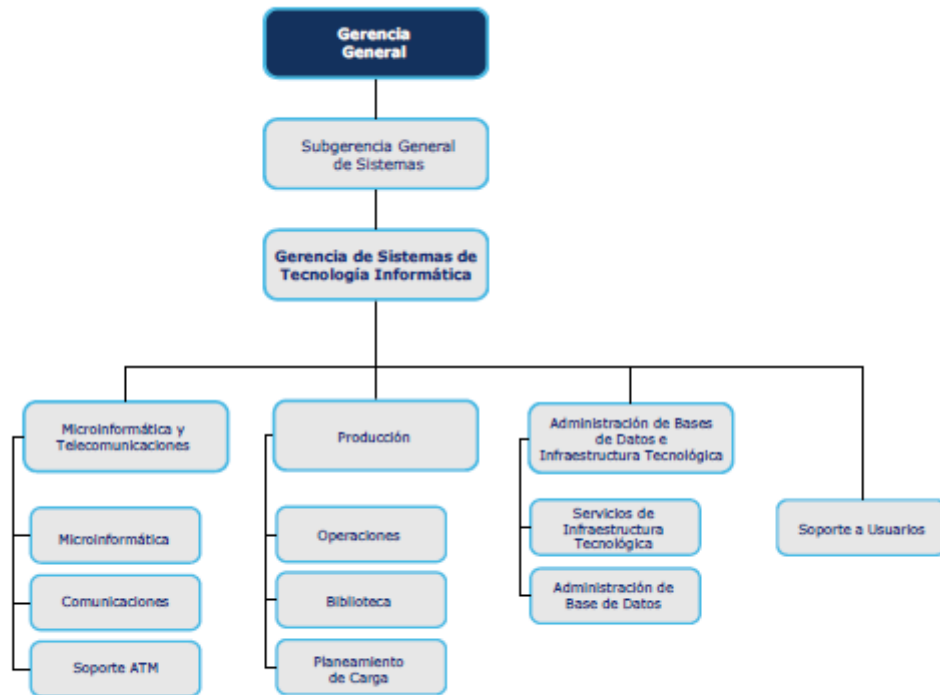 Gerencia
General
Subgerencia General
de Sistemas
Gerencia de Sistemas de
Tecnología Informática
Microinformática y
Telecomunicaciones
Producción
Administración de Bases
de Datos e
Infraestructura Tecnológica
Microinformática
Comunicaciones
Soporte ATM
Operaciones
Biblioteca
Planeamiento
de Carga
Servicios de
Infraestructura
Tecnológica
Administración de
Base de Datos
Soporte a Usuarios